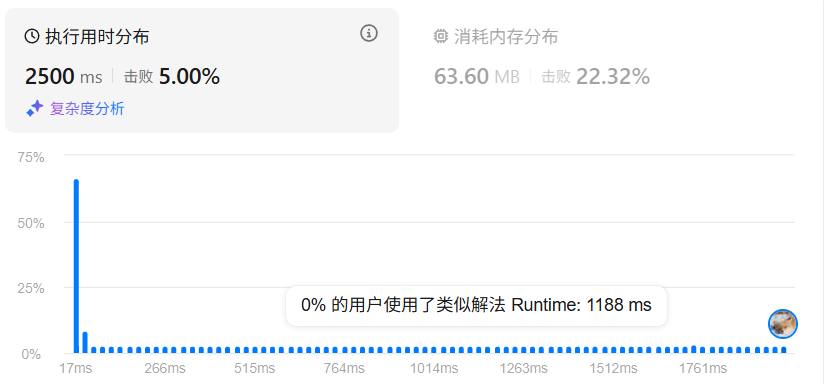 执行用时分布
2500 ms 击败 5.00%
复杂度分析
消耗内存分布
63.60 MB 击败 22.32%
75%
50%
25%
0%
0% 的用户使用了类似解法 Runtime: 1188 ms
17ms 266ms 515ms 764ms 1014ms 1263ms 1512ms 1761ms